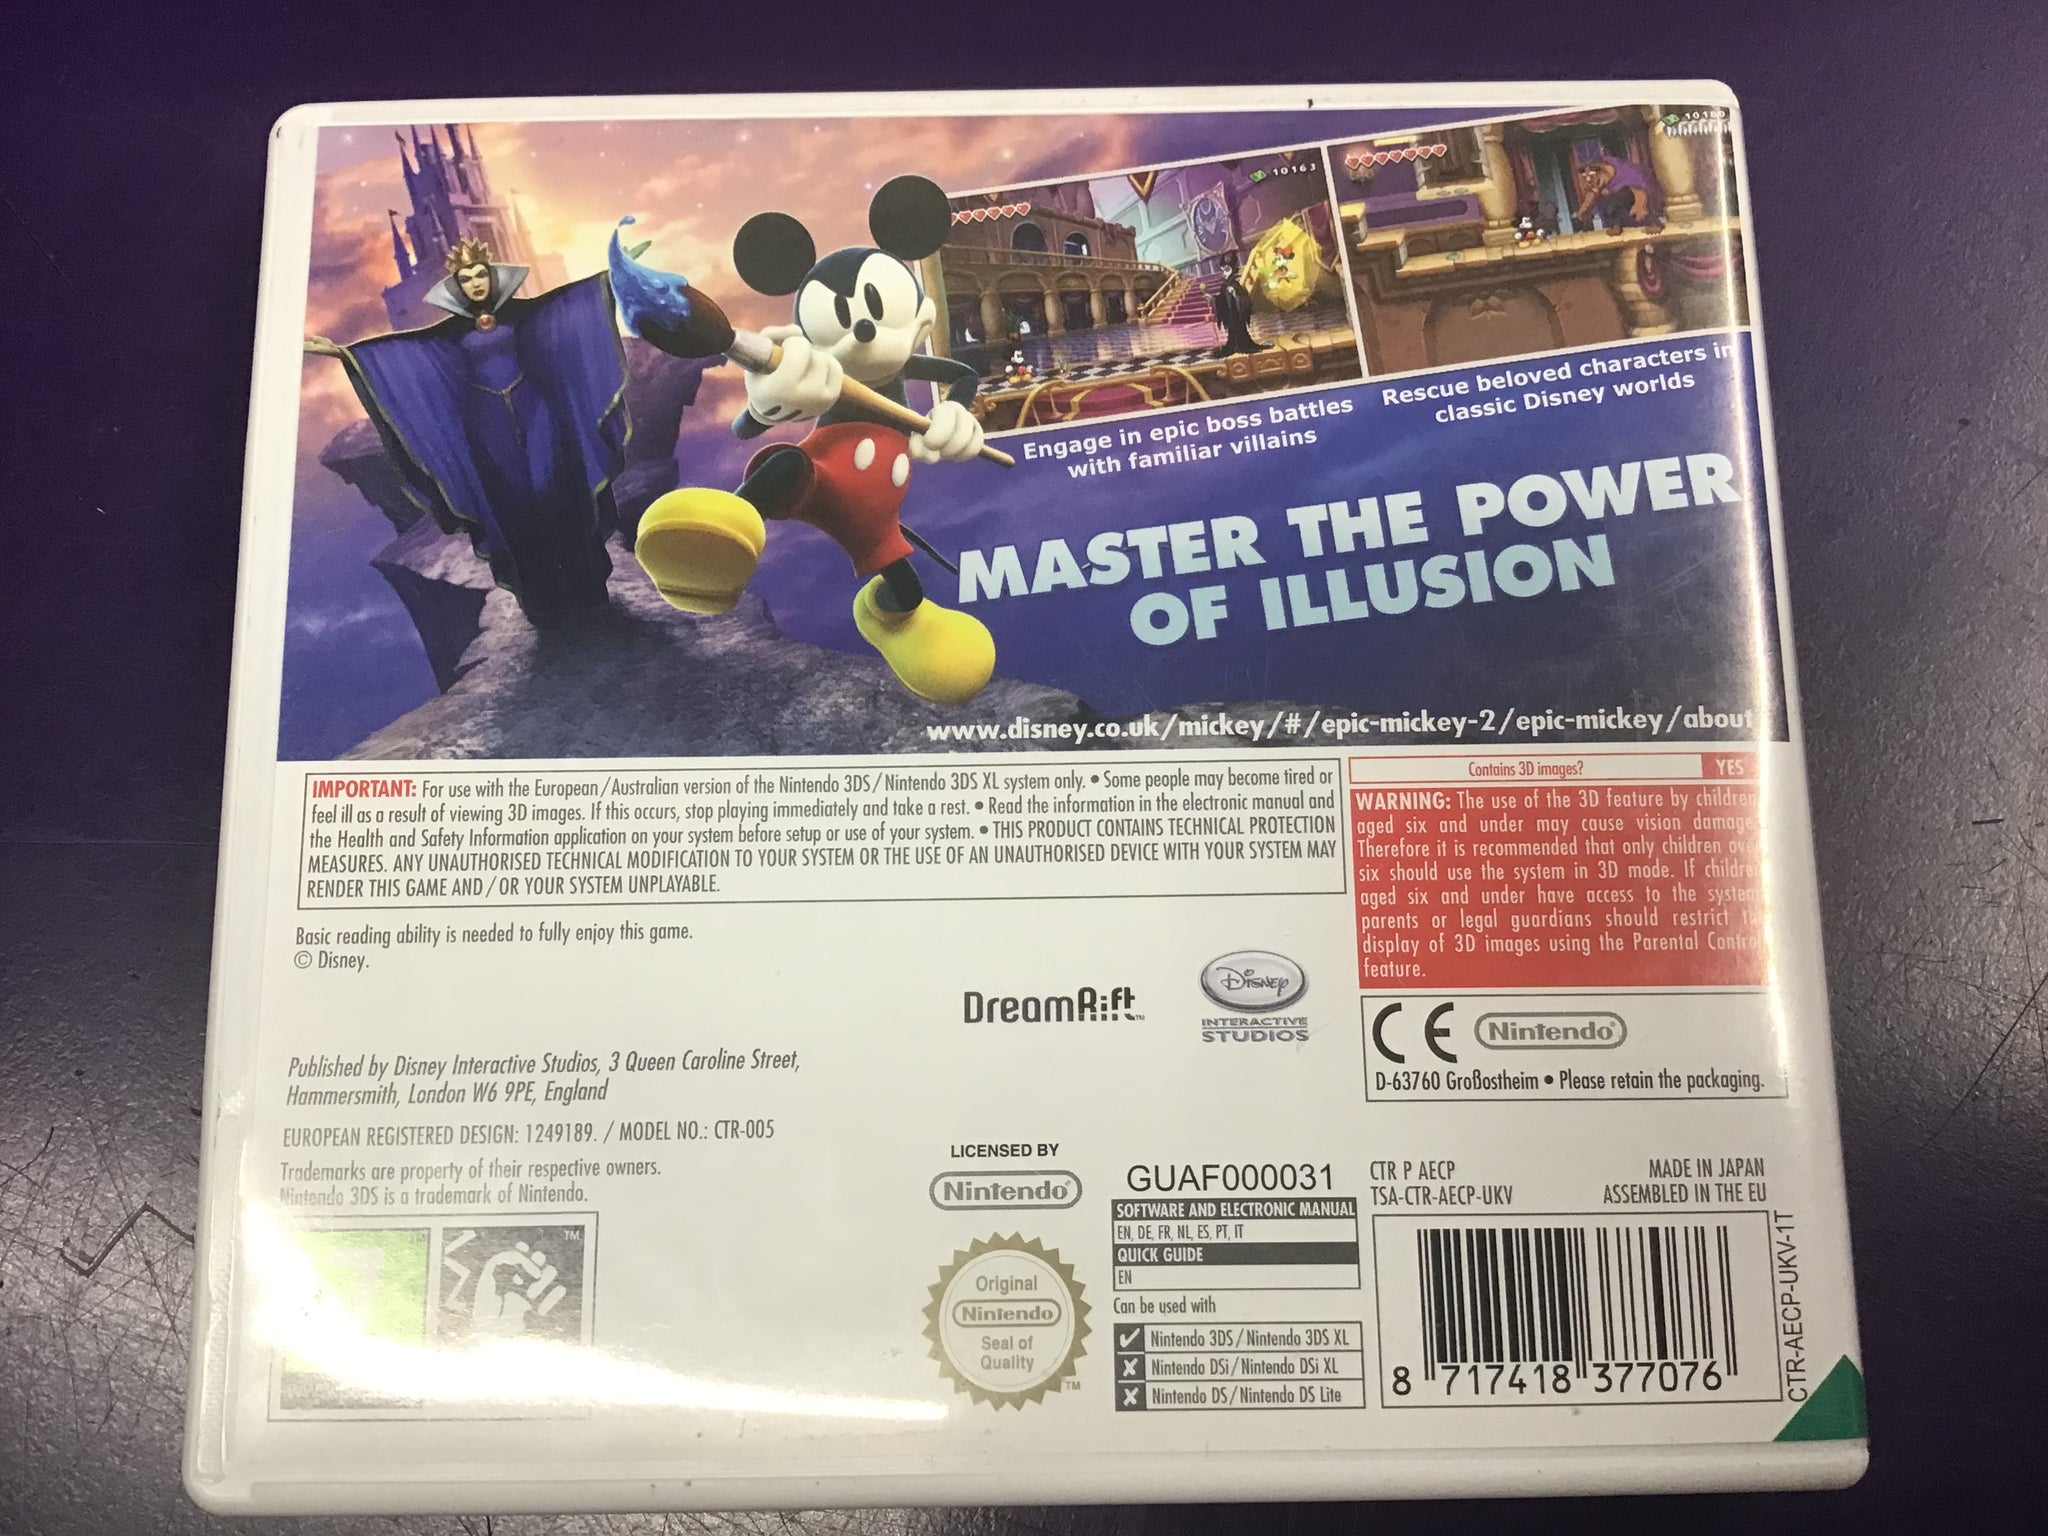 10163
10180
Engage in epic boss battles
with familiar villains
Rescue beloved characters in
classic Disney worlds
MASTER THE POWER
OF ILLUSION
www.disney.co.uk/mickey/#/epic-mickey-2/epic-mickey/about
IMPORTANT: For use with the European/Australian version of the Nintendo 3DS/Nintendo 3DS XL system only. • Some people may become tired or
feel ill as a result of viewing 3D images. If this occurs, stop playing immediately and take a rest. • Read the information in the electronic manual and
the Health and Safety Information application on your system before setup or use of your system. • THIS PRODUCT CONTAINS TECHNICAL PROTECTION
MEASURES. ANY UNAUTHORISED TECHNICAL MODIFICATION TO YOUR SYSTEM OR THE USE OF AN UNAUTHORISED DEVICE WITH YOUR SYSTEM MAY
RENDER THIS GAME AND/OR YOUR SYSTEM UNPLAYABLE.
Contains 3D images? YES
WARNING: The use of the 3D feature by children
aged six and under may cause vision damage.
Therefore it is recommended that only children over
six should use the system in 3D mode. If children
aged six and under have access to the system
parents or legal guardians should restrict the
display of 3D images using the Parental Control
feature.
Basic reading ability is needed to fully enjoy this game.
© Disney.
DreamRift™
Disney
INTERACTIVE
STUDIOS
CE Nintendo®
D-63760 Großostheim • Please retain the packaging.
Published by Disney Interactive Studios, 3 Queen Caroline Street,
Hammersmith, London W6 9PE, England
EUROPEAN REGISTERED DESIGN: 1249189. / MODEL NO.: CTR-005
Trademarks are property of their respective owners.
Nintendo 3DS is a trademark of Nintendo.
TM
TM
LICENSED BY
Nintendo®
Original
Nintendo
Seal of
Quality
TM
GUAF000031
SOFTWARE AND ELECTRONIC MANUAL
EN, DE, FR, NL, ES, PT, IT
QUICK GUIDE
EN
Can be used with
Nintendo 3DS/Nintendo 3DS XL
Nintendo DSi/Nintendo DSi XL
Nintendo DS/Nintendo DS Lite
CTR P AECP
TSA-CTR-AECP-UKV
MADE IN JAPAN
ASSEMBLED IN THE EU
8 717418 377076
CTR-AECP-UKV-1T